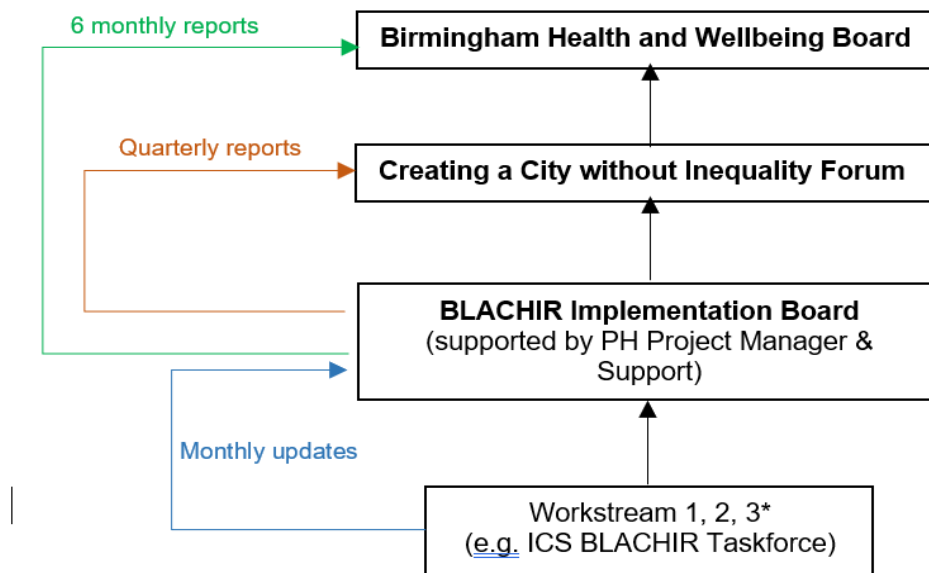 6 monthly reports
Birmingham Health and Wellbeing Board
Quarterly reports
Creating a City without Inequality Forum
BLACHIR Implementation Board
(supported by PH Project Manager &
Support)
Monthly updates
Workstream 1, 2, 3*
(e.g. ICS BLACHIR Taskforce)